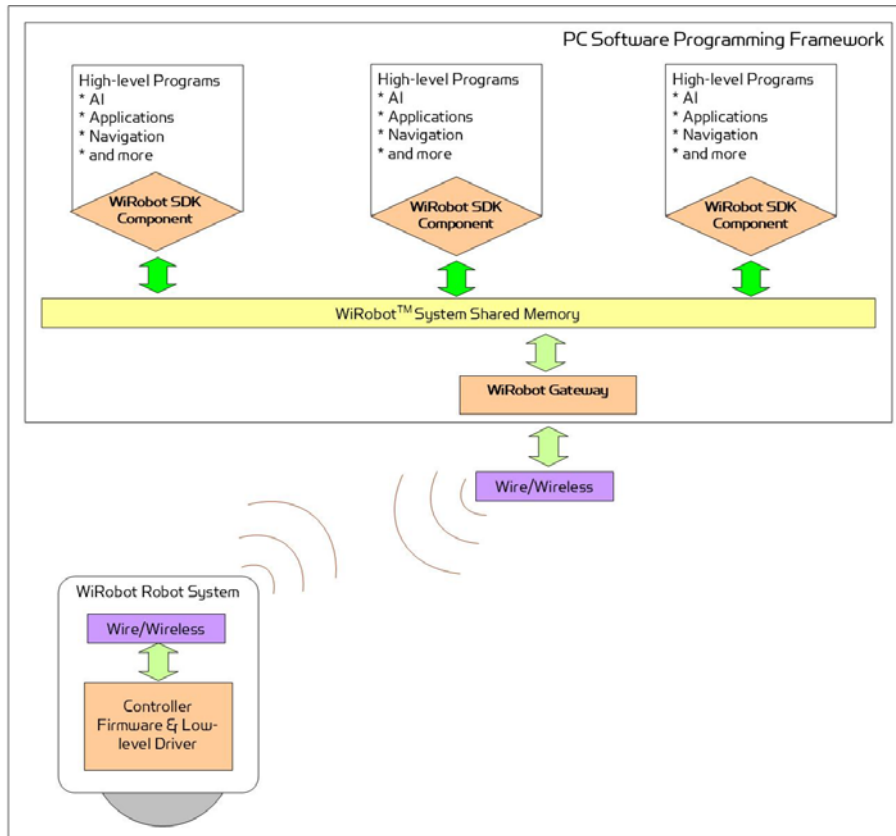 PC Software Programming Framework
High-level Programs
* AI
* Applications
* Navigation
* and more
WiRobot SDK
Component
High-level Programs
* AI
* Applications
* Navigation
* and more
WiRobot SDK
Component
High-level Programs
* AI
* Applications
* Navigation
* and more
WiRobot SDK
Component
WiRobot™ System Shared Memory
WiRobot Gateway
Wire/Wireless
WiRobot Robot System
Wire/Wireless
Controller
Firmware & Low-
level Driver